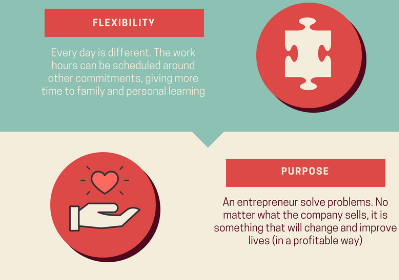 FLEXIBILITY
Every day is different. The work
hours can be scheduled around
other commitments, giving more
time to family and personal learning
PURPOSE
An entrepreneur solve problems. No
matter what the company sells, it is
something that will change and improve
lives (in a profitable way)